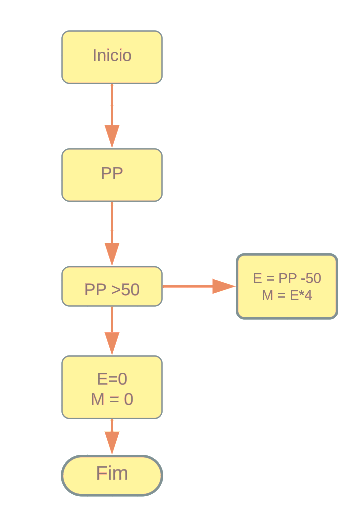 Inicio
PP
PP >50
E = PP -50
M = E*4
E=0
M = 0
Fim